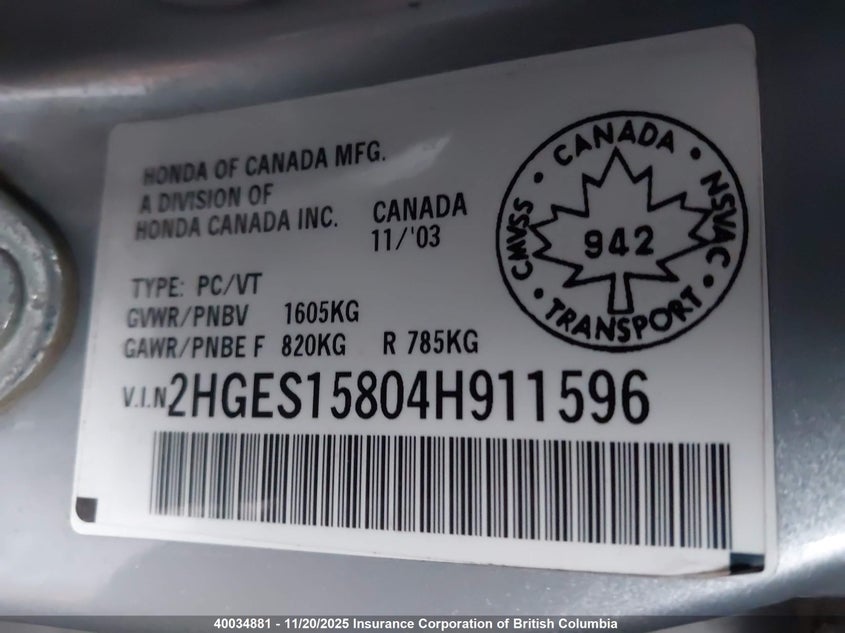 HONDA OF CANADA MFG.
A DIVISION OF
HONDA CANADA INC.
CANADA
11/'03
TYPE: PC/VT
GVWR/PNBV 1605KG
GAWR/PNBE F 820KG R 785KG
V.I.N 2HGES15804H911596
CANADA
CMVSS 942 NSVAC
TRANSPORT
40034881 - 11/20/2025 Insurance Corporation of British Columbia